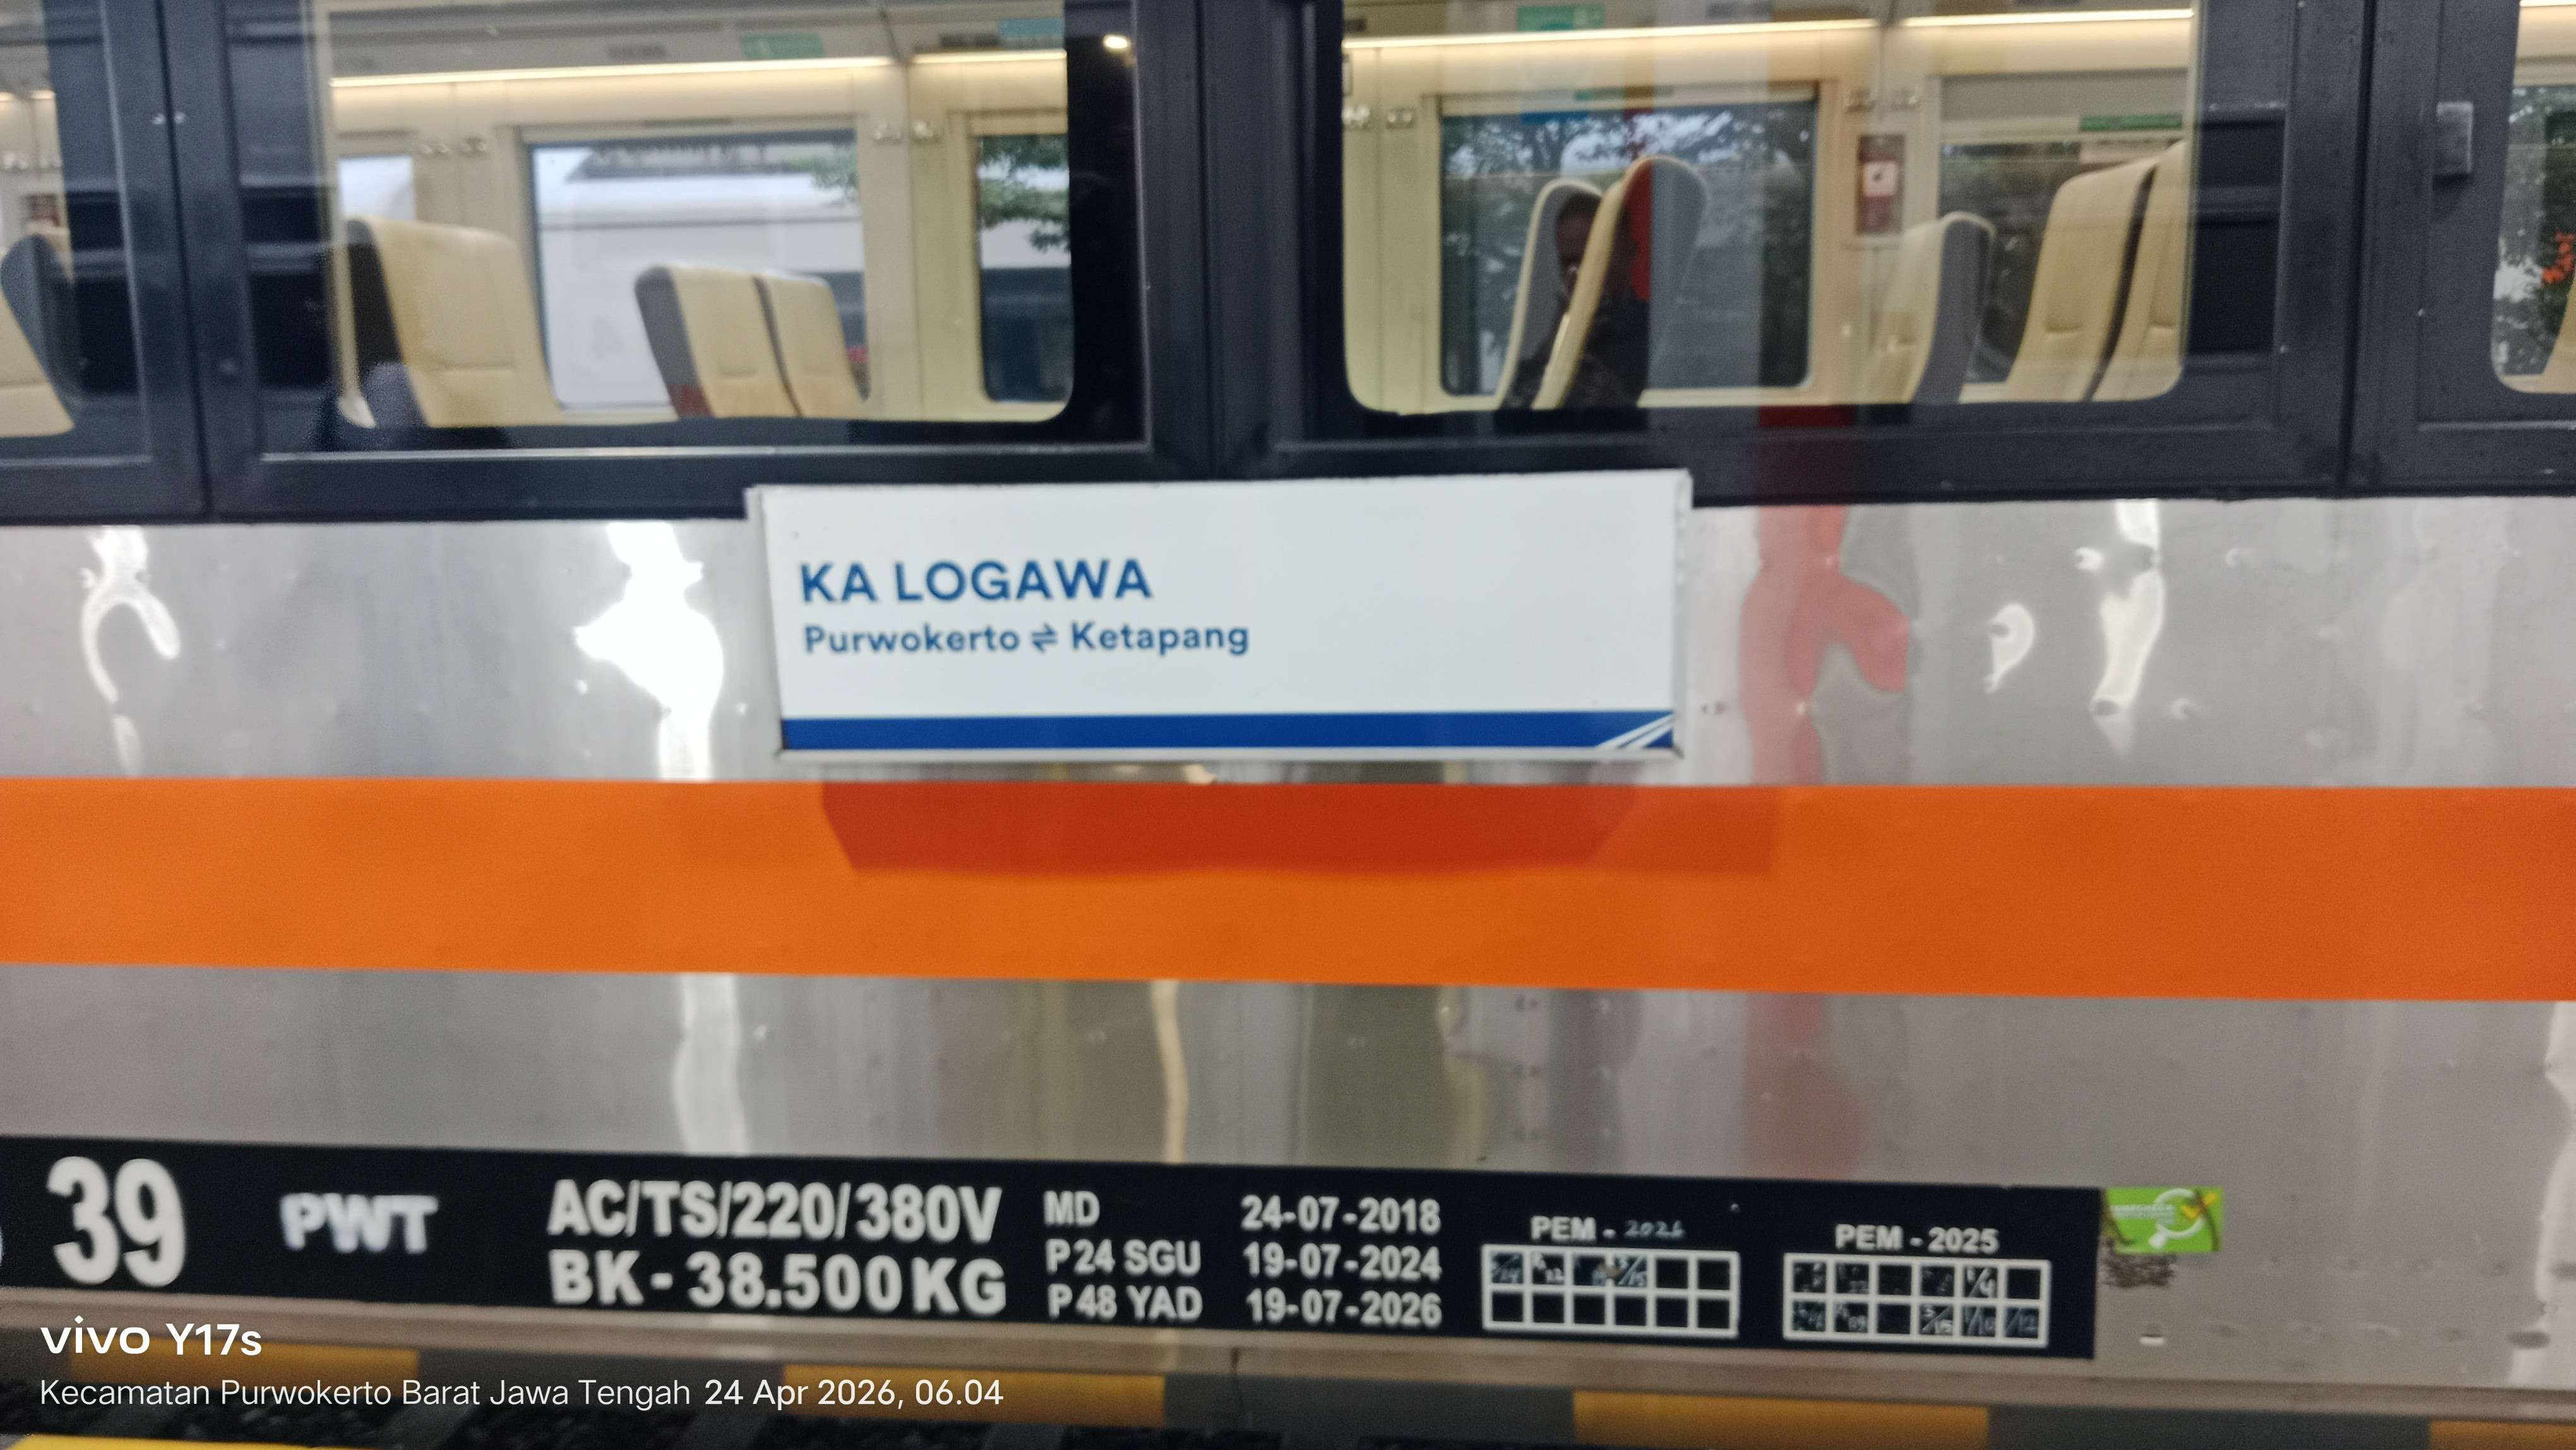 KA LOGAWA
Purwokerto ⇌ Ketapang
39
PWT
AC/TS/220/380V
BK - 38.500 KG
MD 24-07-2018
P24 SGU 19-07-2024
P48 YAD 19-07-2026
PEM - 2026
PEM - 2025
vivo Y17s
Kecamatan Purwokerto Barat Jawa Tengah 24 Apr 2026, 06.04